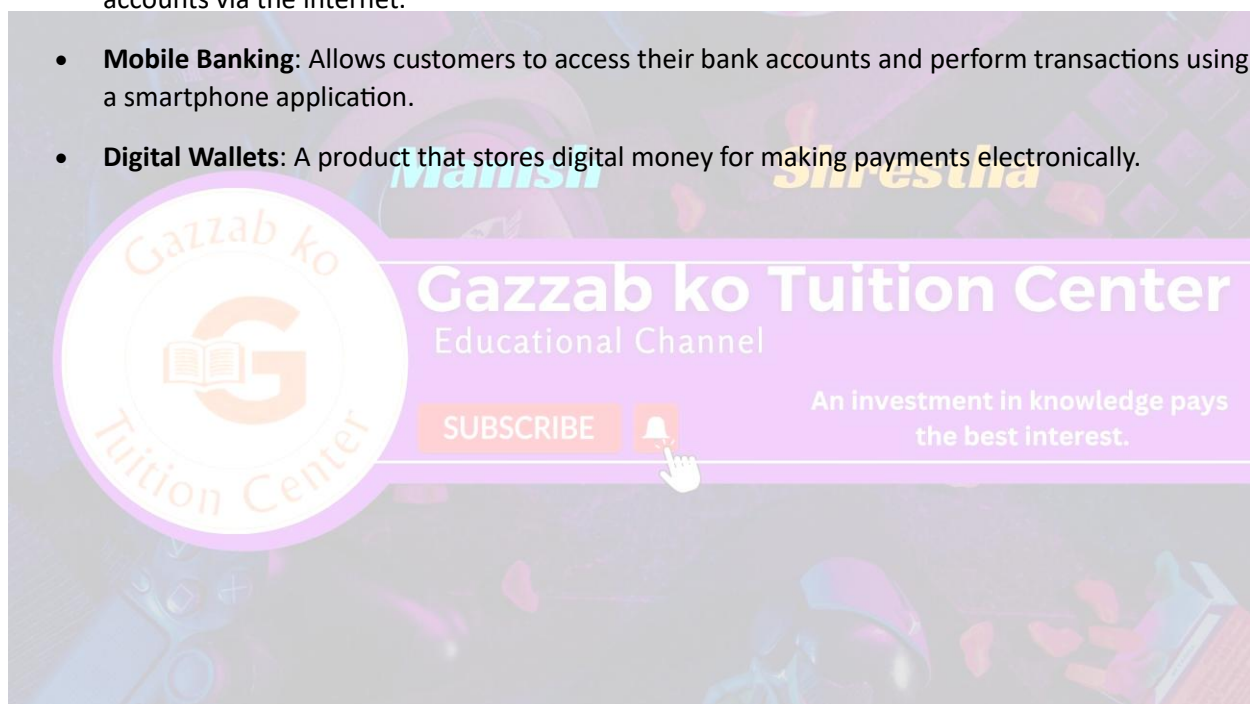 accounts via the internet.
• Mobile Banking: Allows customers to access their bank accounts and perform transactions using
a smartphone application.
• Digital Wallets: A product that stores digital money for making payments electronically.
Manish Shrestha
Gazzab ko
Tuition Center
Gazzab ko Tuition Center
Educational Channel
SUBSCRIBE
An investment in knowledge pays
the best interest.